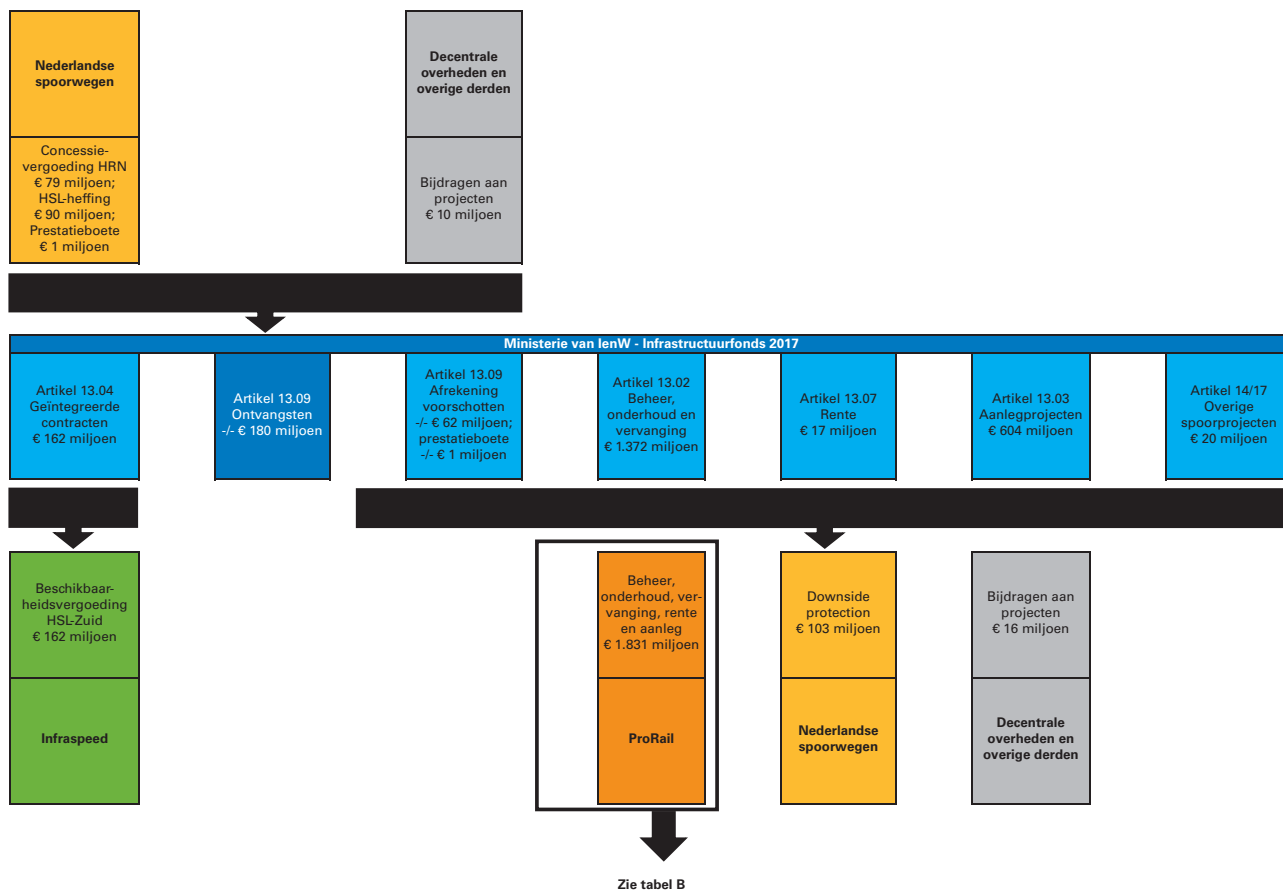 Nederlandse
spoorwegen
Decentrale
overheden en
overige derden
Concessie-
vergoeding HRN
€ 79 miljoen;
HSL-heffing
€ 90 miljoen;
Prestatieboete
€ 1 miljoen
Bijdragen aan
projecten
€ 10 miljoen
Ministerie van IenW - Infrastructuurfonds 2017
Artikel 13.04
Geïntegreerde
contracten
€ 162 miljoen
Artikel 13.09
Ontvangsten
-/- € 180 miljoen
Artikel 13.09
Afrekening
voorschotten
-/- € 62 miljoen;
prestatieboete
-/- € 1 miljoen
Artikel 13.02
Beheer,
onderhoud en
vervanging
€ 1.372 miljoen
Artikel 13.07
Rente
€ 17 miljoen
Artikel 13.03
Aanlegprojecten
€ 604 miljoen
Artikel 14/17
Overige
spoorprojecten
€ 20 miljoen
Beschikbaar-
heidsvergoeding
HSL-Zuid
€ 162 miljoen
Beheer,
onderhoud, ver-
vanging, rente
en aanleg
€ 1.831 miljoen
Downside
protection
€ 103 miljoen
Bijdragen aan
projecten
€ 16 miljoen
Infraspeed
ProRail
Nederlandse
spoorwegen
Decentrale
overheden en
overige derden
Zie tabel B